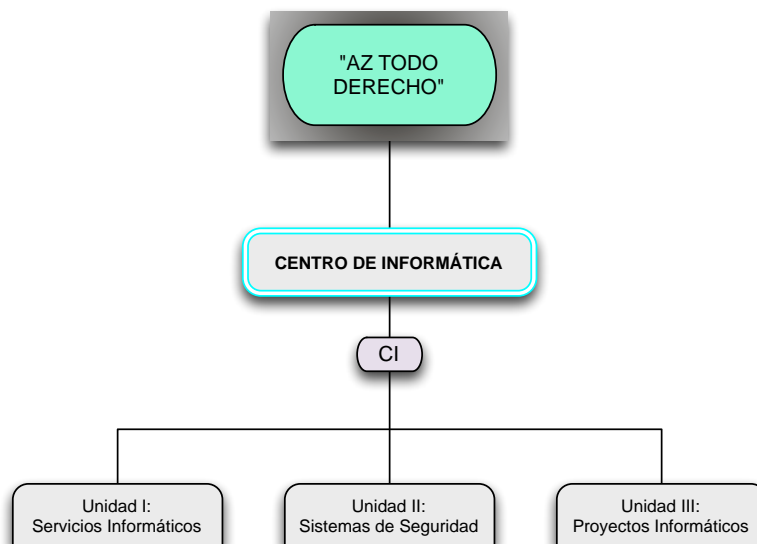 "AZ TODO
DERECHO"
CENTRO DE INFORMÁTICA
CI
Unidad I:
Servicios Informáticos
Unidad II:
Sistemas de Seguridad
Unidad III:
Proyectos Informáticos